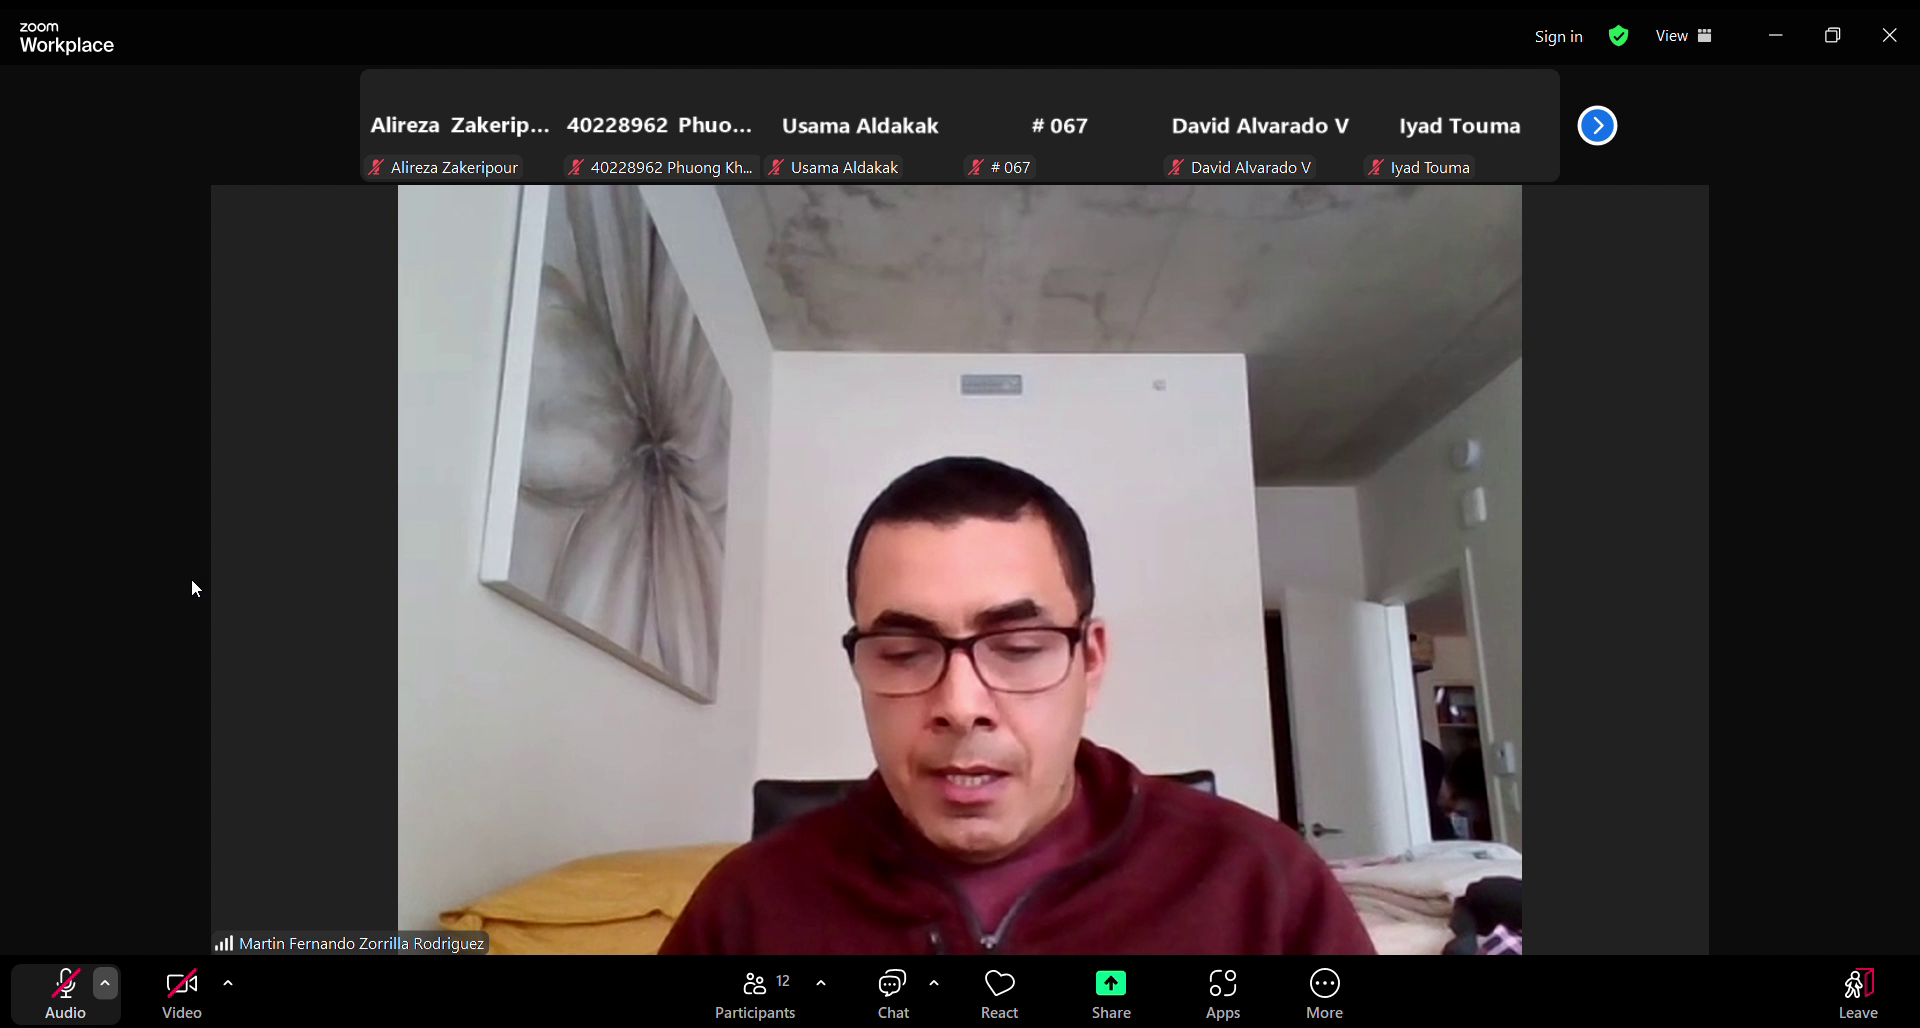 zoom
Workplace
Sign in
View
Alireza Zakerip...
40228962 Phuo...
Usama Aldakak
# 067
David Alvarado V
Iyad Touma
Alireza Zakeripour
40228962 Phuong Kh...
Usama Aldakak
# 067
David Alvarado V
Iyad Touma
Martin Fernando Zorrilla Rodriguez
Audio
Video
12
Participants
Chat
React
Share
Apps
More
Leave